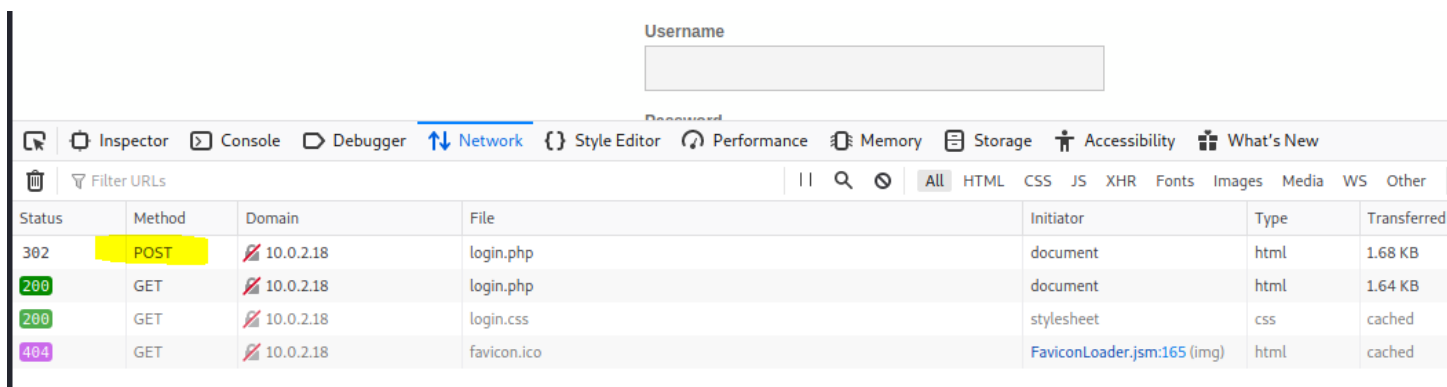 Username
Password
Inspector Console Debugger Network Style Editor Performance Memory Storage Accessibility What's New
Filter URLs All HTML CSS JS XHR Fonts Images Media WS Other
Status Method Domain File Initiator Type Transferred
302 POST 10.0.2.18 login.php document html 1.68 KB
200 GET 10.0.2.18 login.php document html 1.64 KB
200 GET 10.0.2.18 login.css stylesheet css cached
404 GET 10.0.2.18 favicon.ico FaviconLoader.jsm:165 (img) html cached